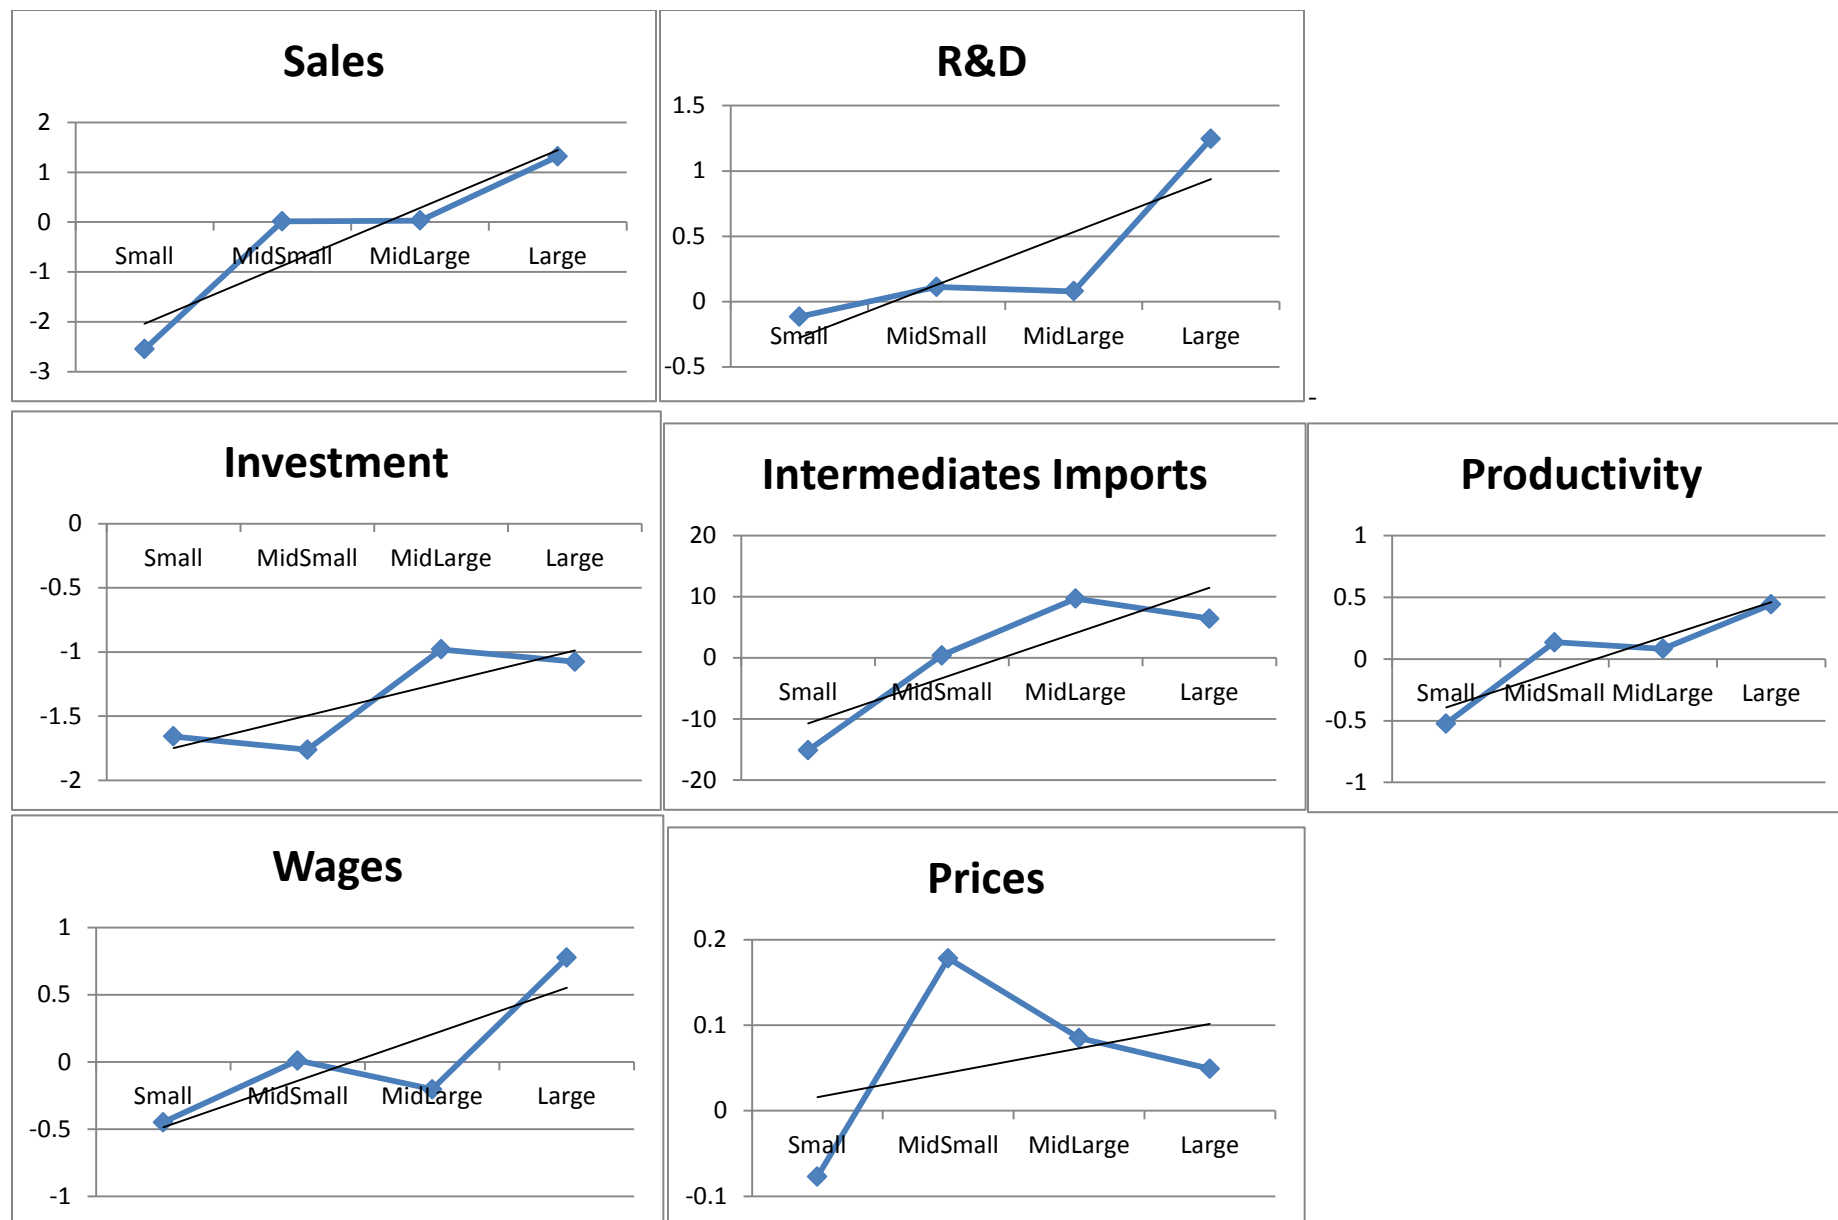 Sales
2
1
0
-1
-2
-3
Small MidSmall MidLarge Large
R&D
1.5
1
0.5
0
-0.5
Small MidSmall MidLarge Large
-
Investment
0
-0.5
-1
-1.5
-2
Small MidSmall MidLarge Large
Intermediates Imports
20
10
0
-10
-20
Small MidSmall MidLarge Large
Productivity
1
0.5
0
-0.5
-1
Small MidSmall MidLarge Large
Wages
1
0.5
0
-0.5
-1
Small MidSmall MidLarge Large
Prices
0.2
0.1
0
-0.1
Small MidSmall MidLarge Large